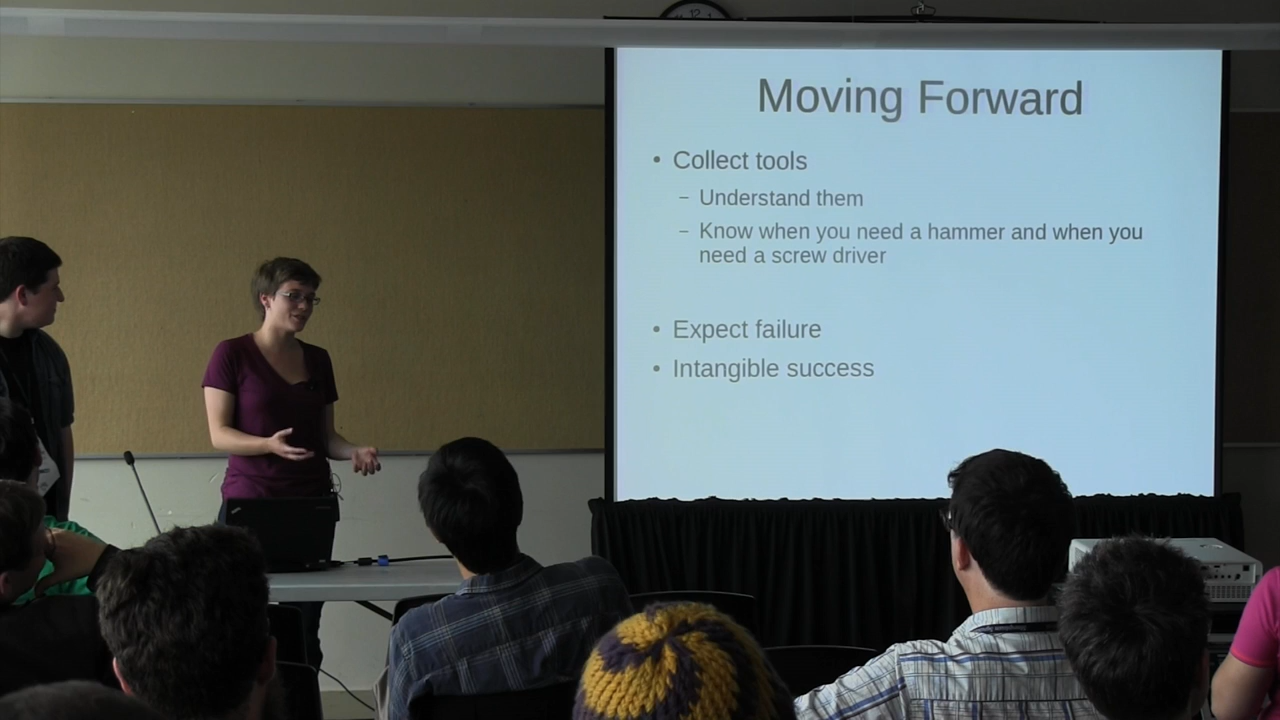 12
Moving Forward
• Collect tools
– Understand them
– Know when you need a hammer and when you
need a screw driver
• Expect failure
• Intangible success